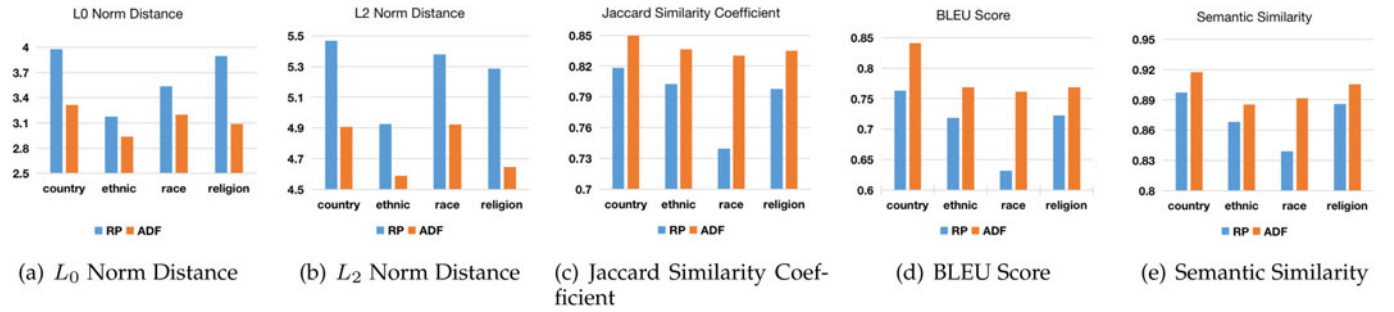 L0 Norm Distance
4
3.7
3.4
3.1
2.8
2.5
country ethnic race religion
RP ADF
(a) L0 Norm Distance
L2 Norm Distance
5.5
5.3
5.1
4.9
4.7
4.5
country ethnic race religion
RP ADF
(b) L2 Norm Distance
Jaccard Similarity Coefficient
0.85
0.82
0.79
0.76
0.73
0.7
country ethnic race religion
RP ADF
(c) Jaccard Similarity Coef-
ficient
BLEU Score
0.85
0.8
0.75
0.7
0.65
0.6
country ethnic race religion
RP ADF
(d) BLEU Score
Semantic Similarity
0.95
0.92
0.89
0.86
0.83
0.8
country ethnic race religion
RP ADF
(e) Semantic Similarity